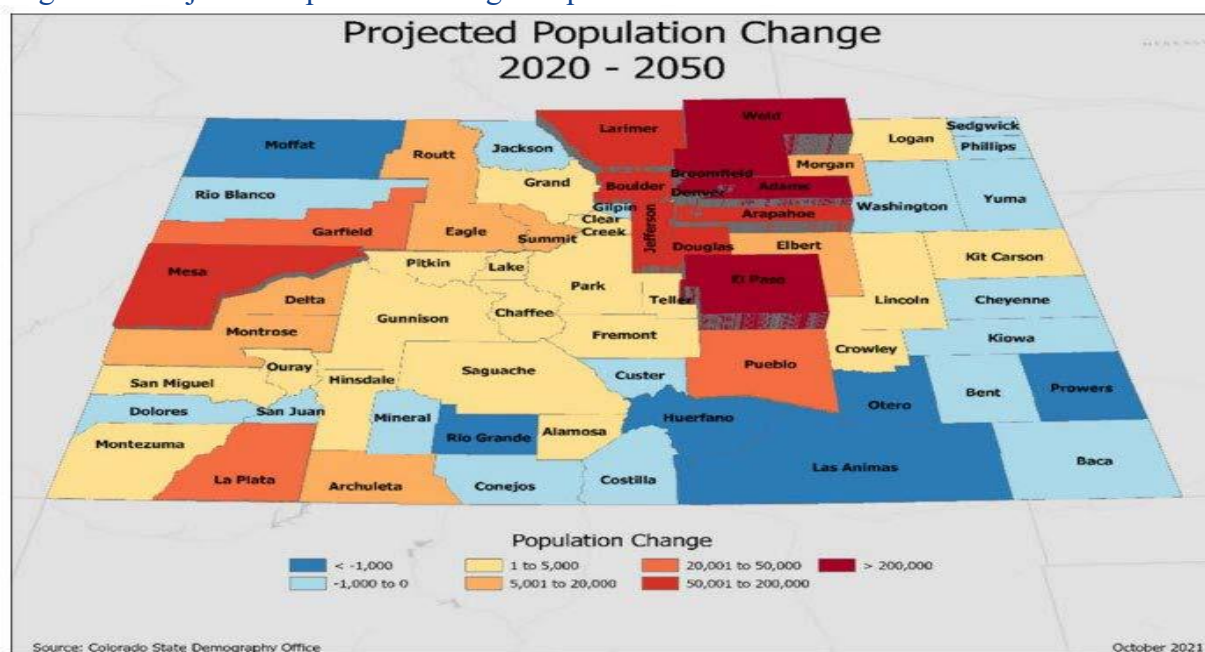 Projected Population Change
2020 - 2050
Weld
Larimer
Logan
Sedgwick
Phillips
Moffat
Routt
Jackson
Morgan
Grand
Broomfield
Boulder
Denver
Adams
Rio Blanco
Gilpin
Washington
Yuma
Clear
Creek
Arapahoe
Garfield
Eagle
Summit
Jefferson
Douglas
Elbert
Kit Carson
Mesa
Pitkin
Lake
El Paso
Delta
Park
Teller
Lincoln
Cheyenne
Gunnison
Chaffee
Montrose
Fremont
Kiowa
Crowley
Ouray
San Miguel
Hinsdale
Saguache
Custer
Pueblo
Bent
Prowers
Dolores
San Juan
Mineral
Huerfano
Otero
Montezuma
Rio Grande
Alamosa
La Plata
Archuleta
Conejos
Costilla
Las Animas
Baca
Population Change
< -1,000
1 to 5,000
20,001 to 50,000
> 200,000
-1,000 to 0
5,001 to 20,000
50,001 to 200,000
Source: Colorado State Demography Office
October 2021